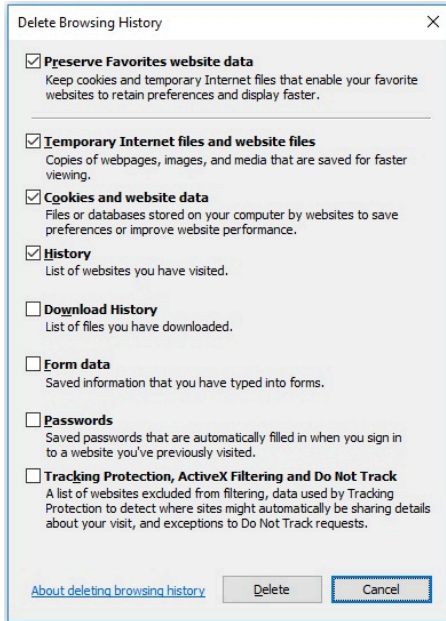 Delete Browsing History
Preserve Favorites website data
Keep cookies and temporary Internet files that enable your favorite
websites to retain preferences and display faster.
Temporary Internet files and website files
Copies of webpages, images, and media that are saved for faster
viewing.
Cookies and website data
Files or databases stored on your computer by websites to save
preferences or improve website performance.
History
List of websites you have visited.
Download History
List of files you have downloaded.
Form data
Saved information that you have typed into forms.
Passwords
Saved passwords that are automatically filled in when you sign in
to a website you've previously visited.
Tracking Protection, ActiveX Filtering and Do Not Track
A list of websites excluded from filtering, data used by Tracking
Protection to detect where sites might automatically be sharing details
about your visit, and exceptions to Do Not Track requests.
About deleting browsing history Delete Cancel